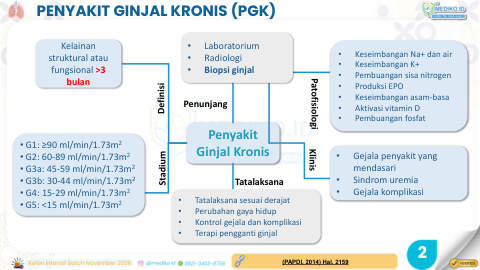 PENYAKIT GINJAL KRONIS (PGK)
MEDIKO.ID
Kelainan
struktural atau
fungsional >3
bulan
• Laboratorium
• Radiologi
• Biopsi ginjal
• Keseimbangan Na+ dan air
• Keseimbangan K+
• Pembuangan sisa nitrogen
• Produksi EPO
• Keseimbangan asam-basa
• Aktivasi vitamin D
• Pembuangan fosfat
Definisi
Penunjang
Patofisiologi
Penyakit
Ginjal Kronis
Stadium
Klinis
Tatalaksana
• G1: ≥90 ml/min/1.73m²
• G2: 60-89 ml/min/1.73m²
• G3a: 45-59 ml/min/1.73m²
• G3b: 30-44 ml/min/1.73m²
• G4: 15-29 ml/min/1.73m²
• G5: <15 ml/min/1.73m²
• Gejala penyakit yang
mendasari
• Sindrom uremia
• Gejala komplikasi
• Tatalaksana sesuai derajat
• Perubahan gaya hidup
• Kontrol gejala dan komplikasi
• Terapi pengganti ginjal
2
(PAPDI, 2014) Hal. 2159